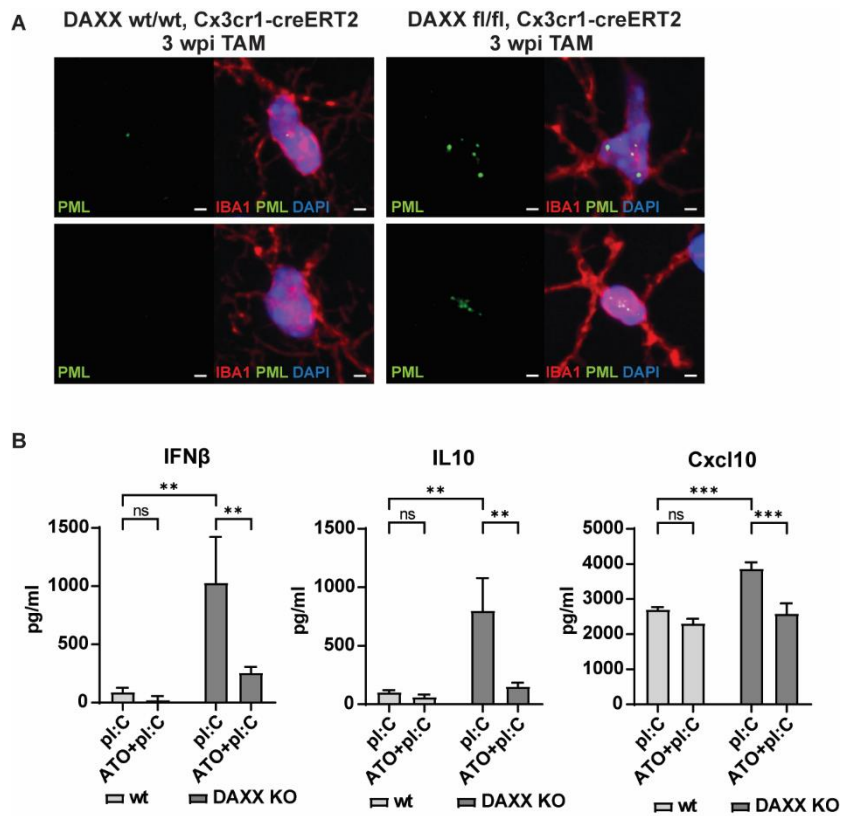 A
DAXX wt/wt, Cx3cr1-creERT2
3 wpi TAM
DAXX fl/fl, Cx3cr1-creERT2
3 wpi TAM
PML
IBA1 PML DAPI
PML
IBA1 PML DAPI
PML
IBA1 PML DAPI
PML
IBA1 PML DAPI
B
IFNβ
**
ns
**
1500
1000
500
0
pg/ml
pI:C
ATO+pI:C
pI:C
ATO+pI:C
wt
DAXX KO
IL10
**
ns
**
1500
1000
500
0
pg/ml
pI:C
ATO+pI:C
pI:C
ATO+pI:C
wt
DAXX KO
Cxcl10
***
ns
***
5000
4000
3000
2000
1000
0
pg/ml
pI:C
ATO+pI:C
pI:C
ATO+pI:C
wt
DAXX KO